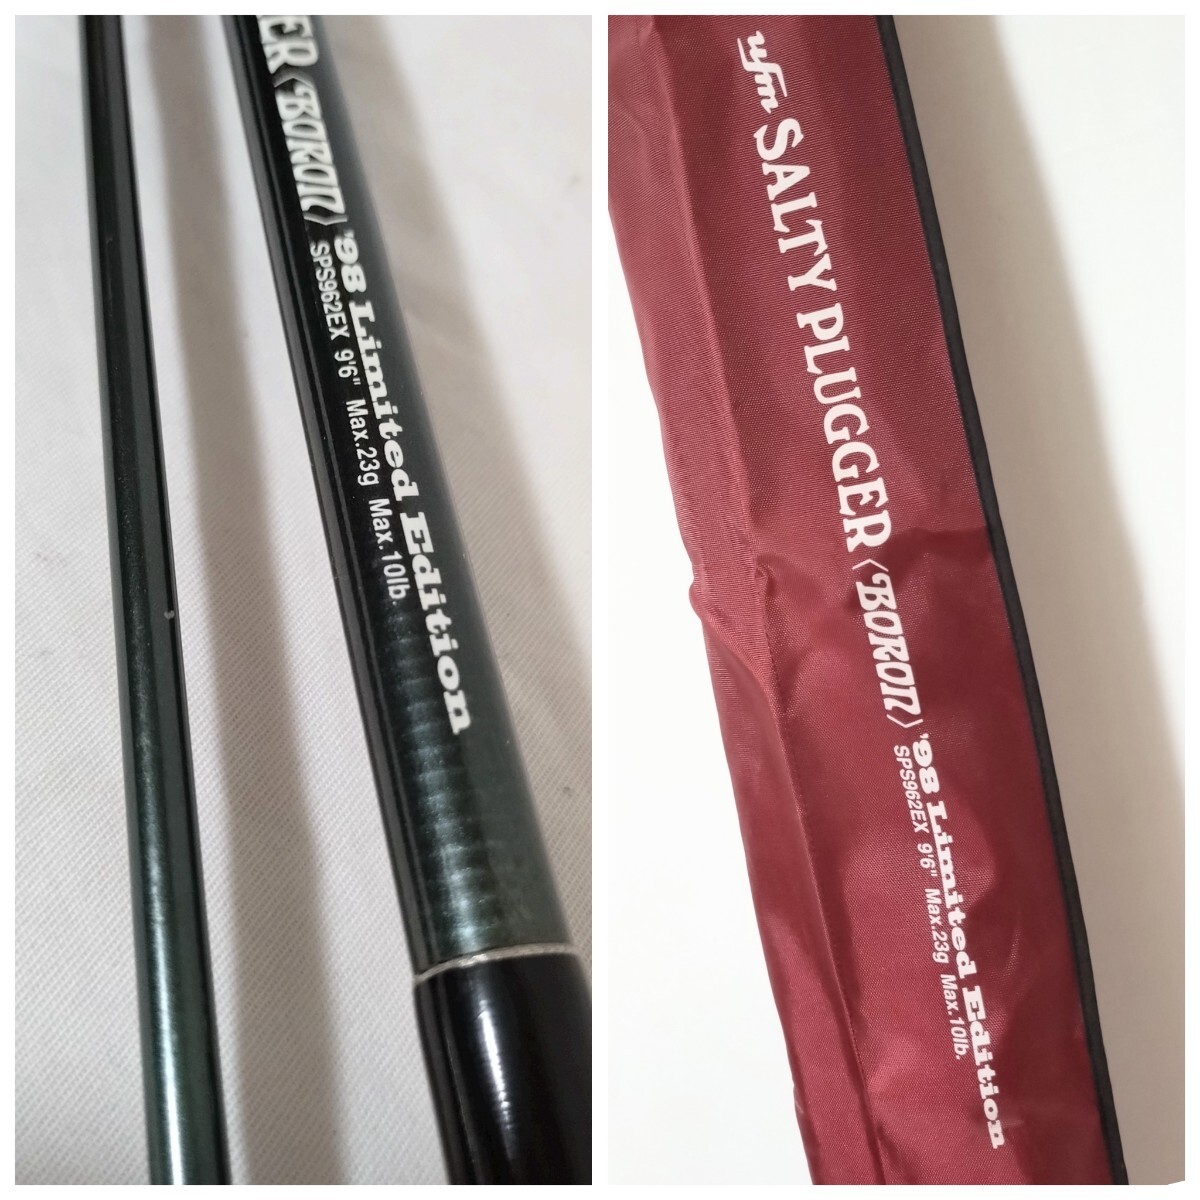 ER <BORON>
'98 Limited Edition
SPS962EX 9'6" Max.23g Max.10lb.
ufm SALTY PLUGGER <BORON>
'98 Limited Edition
SPS962EX 9'6" Max.23g Max.10lb.